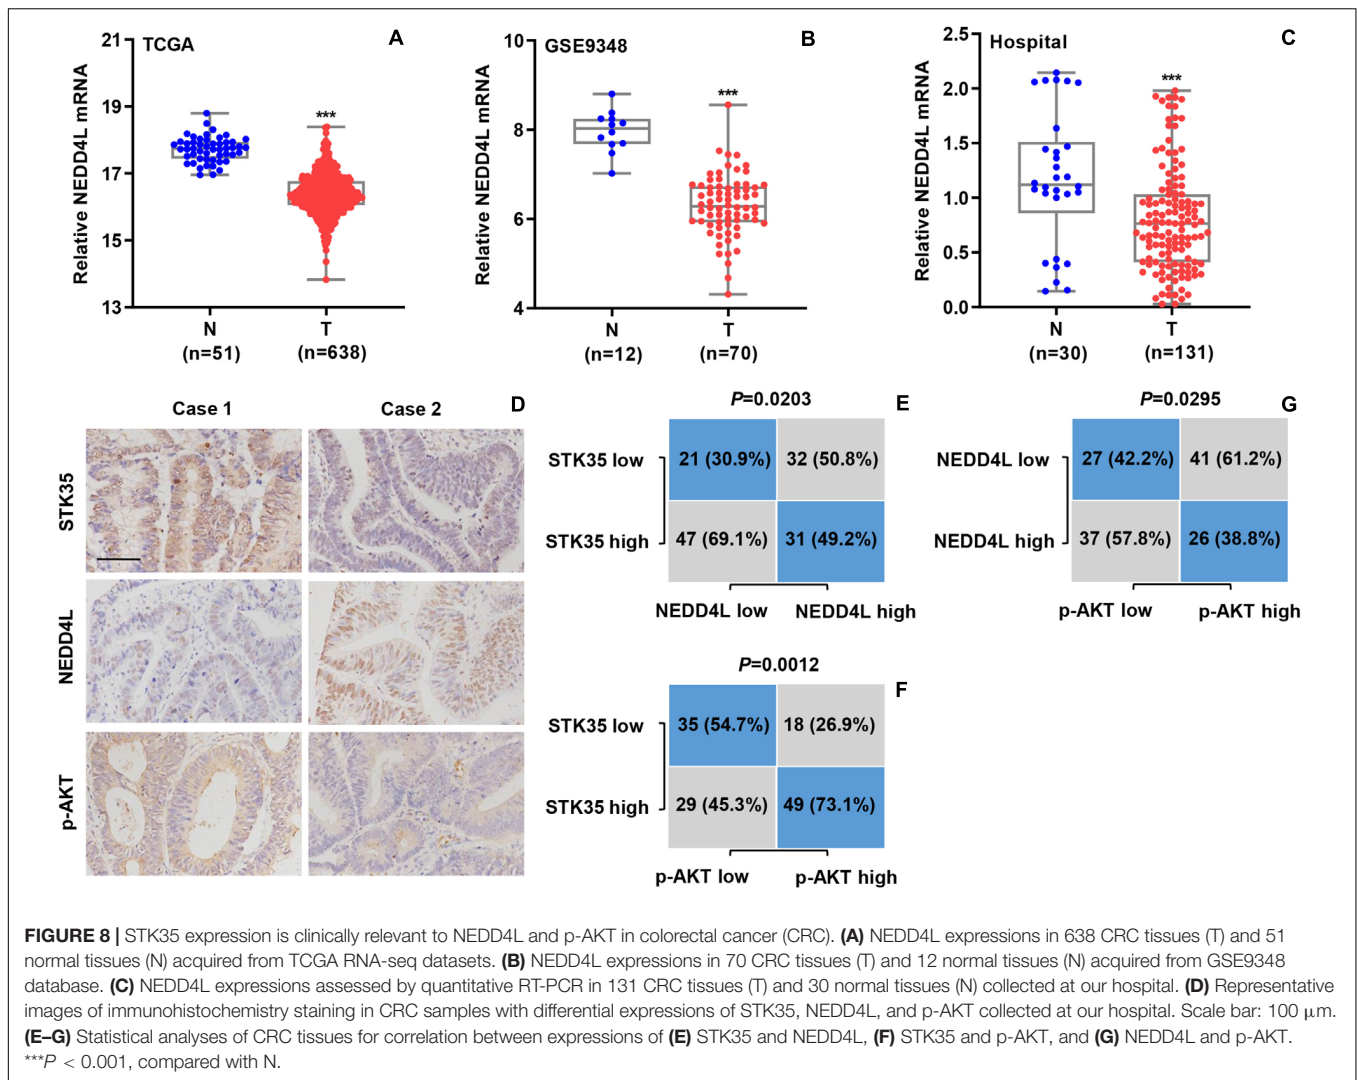 TCGA
A
Relative NEDD4L mRNA
21
19
17
15
13
***
N
T
(n=51)
(n=638)
GSE9348
B
Relative NEDD4L mRNA
10
8
6
4
***
N
T
(n=12)
(n=70)
Hospital
C
Relative NEDD4L mRNA
2.5
2.0
1.5
1.0
0.5
0.0
***
N
T
(n=30)
(n=131)
Case 1
Case 2
D
STK35
NEDD4L
p-AKT
P=0.0203
E
STK35 low
21 (30.9%)
32 (50.8%)
STK35 high
47 (69.1%)
31 (49.2%)
NEDD4L low
NEDD4L high
P=0.0295
G
NEDD4L low
27 (42.2%)
41 (61.2%)
NEDD4L high
37 (57.8%)
26 (38.8%)
p-AKT low
p-AKT high
P=0.0012
F
STK35 low
35 (54.7%)
18 (26.9%)
STK35 high
29 (45.3%)
49 (73.1%)
p-AKT low
p-AKT high
FIGURE 8 | STK35 expression is clinically relevant to NEDD4L and p-AKT in colorectal cancer (CRC). (A) NEDD4L expressions in 638 CRC tissues (T) and 51
normal tissues (N) acquired from TCGA RNA-seq datasets. (B) NEDD4L expressions in 70 CRC tissues (T) and 12 normal tissues (N) acquired from GSE9348
database. (C) NEDD4L expressions assessed by quantitative RT-PCR in 131 CRC tissues (T) and 30 normal tissues (N) collected at our hospital. (D) Representative
images of immunohistochemistry staining in CRC samples with differential expressions of STK35, NEDD4L, and p-AKT collected at our hospital. Scale bar: 100 μm.
(E–G) Statistical analyses of CRC tissues for correlation between expressions of (E) STK35 and NEDD4L, (F) STK35 and p-AKT, and (G) NEDD4L and p-AKT.
***P < 0.001, compared with N.